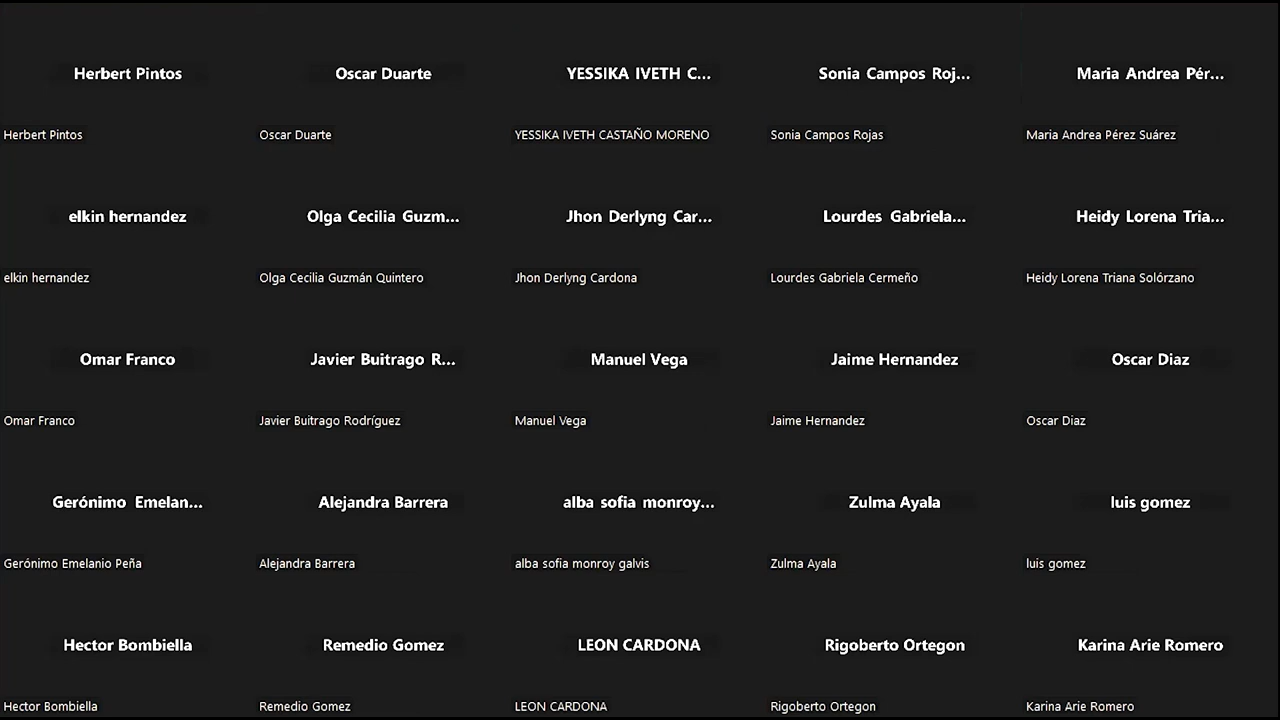 Herbert Pintos
Oscar Duarte
YESSIKA IVETH C...
Sonia Campos Roj...
Maria Andrea Pér...
Herbert Pintos
Oscar Duarte
YESSIKA IVETH CASTAÑO MORENO
Sonia Campos Rojas
Maria Andrea Pérez Suárez
elkin hernandez
Olga Cecilia Guzm...
Jhon Derlyng Car...
Lourdes Gabriela...
Heidy Lorena Tria...
elkin hernandez
Olga Cecilia Guzmán Quintero
Jhon Derlyng Cardona
Lourdes Gabriela Cermeño
Heidy Lorena Triana Solórzano
Omar Franco
Javier Buitrago R...
Manuel Vega
Jaime Hernandez
Oscar Diaz
Omar Franco
Javier Buitrago Rodríguez
Manuel Vega
Jaime Hernandez
Oscar Diaz
Gerónimo Emelan...
Alejandra Barrera
alba sofia monroy...
Zulma Ayala
luis gomez
Gerónimo Emelanio Peña
Alejandra Barrera
alba sofia monroy galvis
Zulma Ayala
luis gomez
Hector Bombiella
Remedio Gomez
LEON CARDONA
Rigoberto Ortegon
Karina Arie Romero
Hector Bombiella
Remedio Gomez
LEON CARDONA
Rigoberto Ortegon
Karina Arie Romero